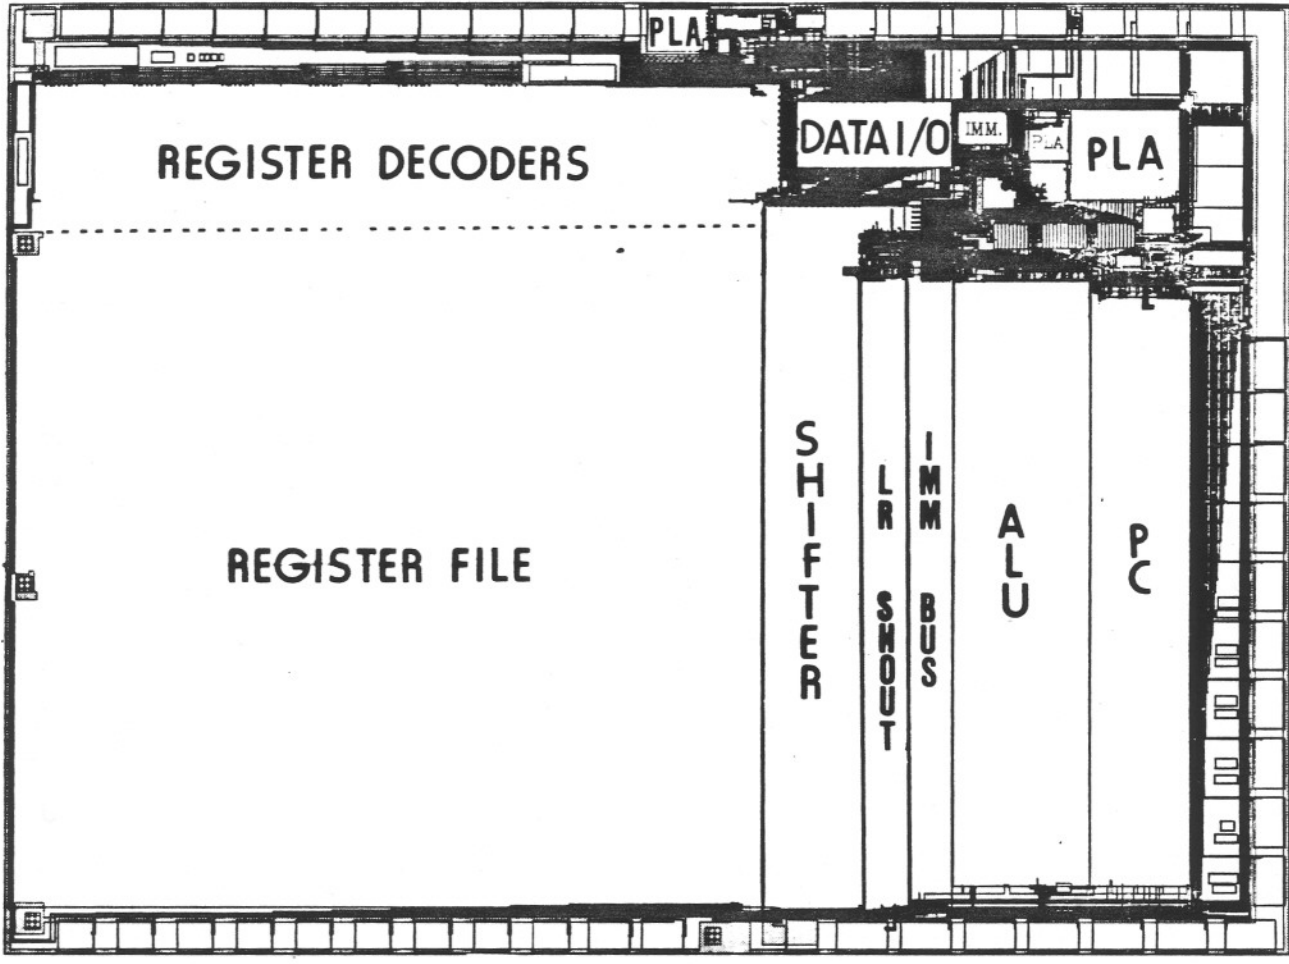 PLA
DATA I/O
IMM.
PLA
PLA
REGISTER DECODERS
REGISTER FILE
SHIFTER
LR SHOUT
IMM BUS
ALU
PC